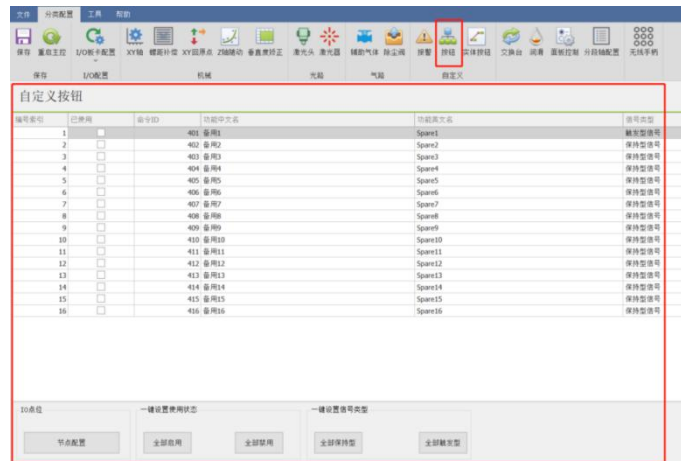 文件 分类配置 工具 帮助
保存 重启主控 I/O板卡配置 XY轴 螺距补偿 XY回原点 Z轴随动 垂直度矫正 激光头 激光器 辅助气体 除尘阀 报警 按钮 实体按钮 交换台 润滑 面板控制 分段轴配置 无线手柄
保存 I/O配置 机械 光路 气路 自定义
自定义按钮
编号索引 已使用 命令ID 功能中文名 功能英文名 信号类型
1 401 备用1 Spare1 触发型信号
2 402 备用2 Spare2 保持型信号
3 403 备用3 Spare3 保持型信号
4 404 备用4 Spare4 保持型信号
5 405 备用5 Spare5 保持型信号
6 406 备用6 Spare6 保持型信号
7 407 备用7 Spare7 保持型信号
8 408 备用8 Spare8 保持型信号
9 409 备用9 Spare9 保持型信号
10 410 备用10 Spare10 保持型信号
11 411 备用11 Spare11 保持型信号
12 412 备用12 Spare12 保持型信号
13 413 备用13 Spare13 保持型信号
14 414 备用14 Spare14 保持型信号
15 415 备用15 Spare15 保持型信号
16 416 备用16 Spare16 保持型信号
IO点位 一键设置使用状态 一键设置信号类型
节点配置 全部启用 全部禁用 全部保持型 全部触发型